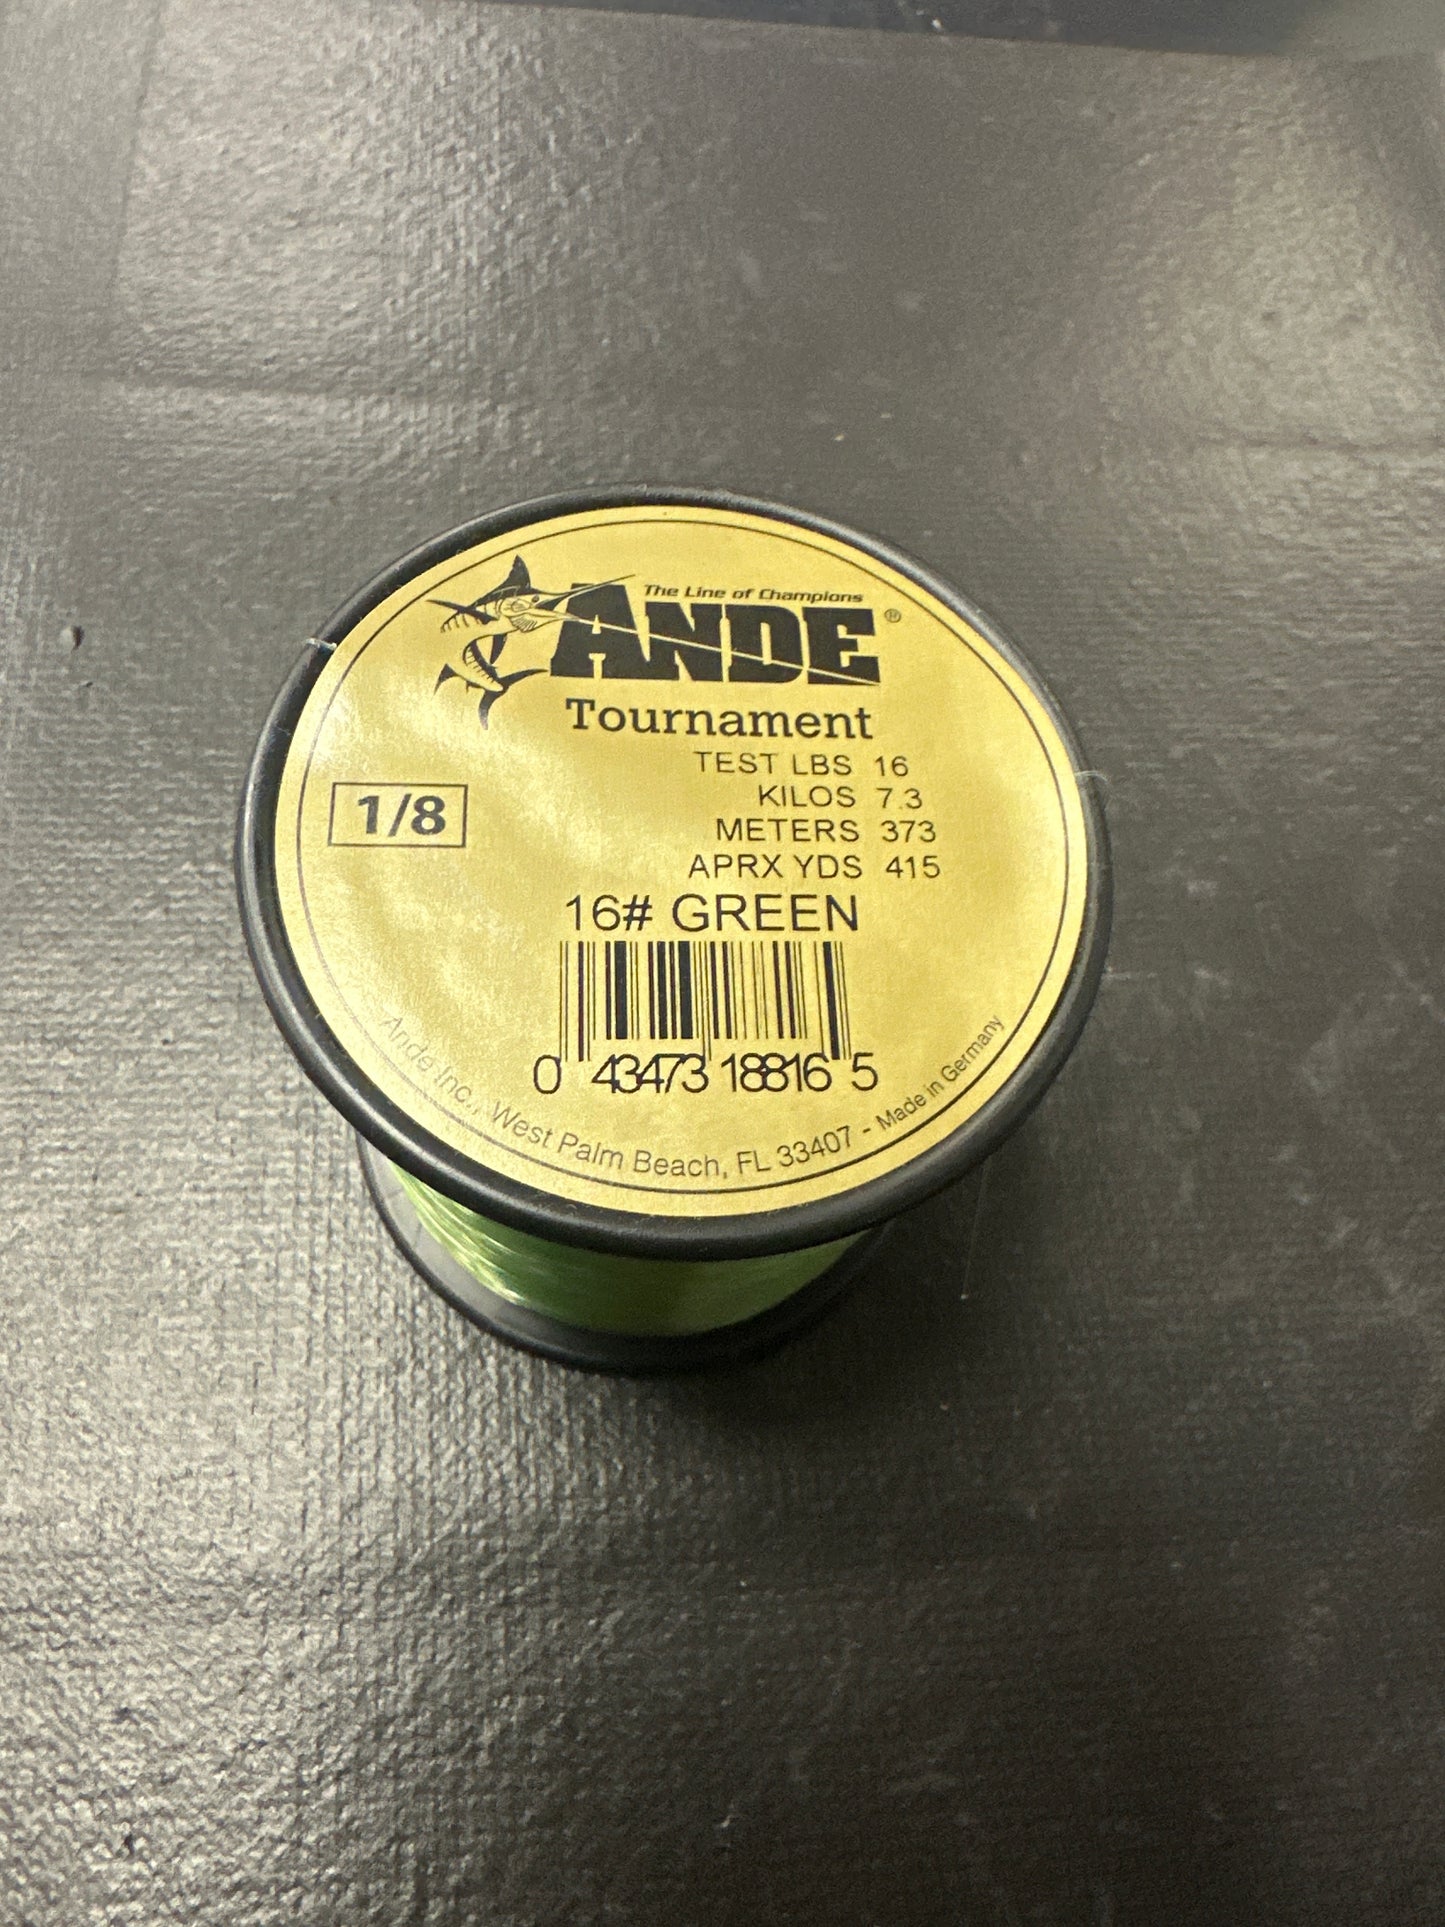 The Line of Champions
ANDE®
Tournament
TEST LBS 16
KILOS 7.3
METERS 373
APRX YDS 415
1/8
16# GREEN
0 43473 18816 5
Ande Inc., West Palm Beach, FL 33407 - Made in Germany